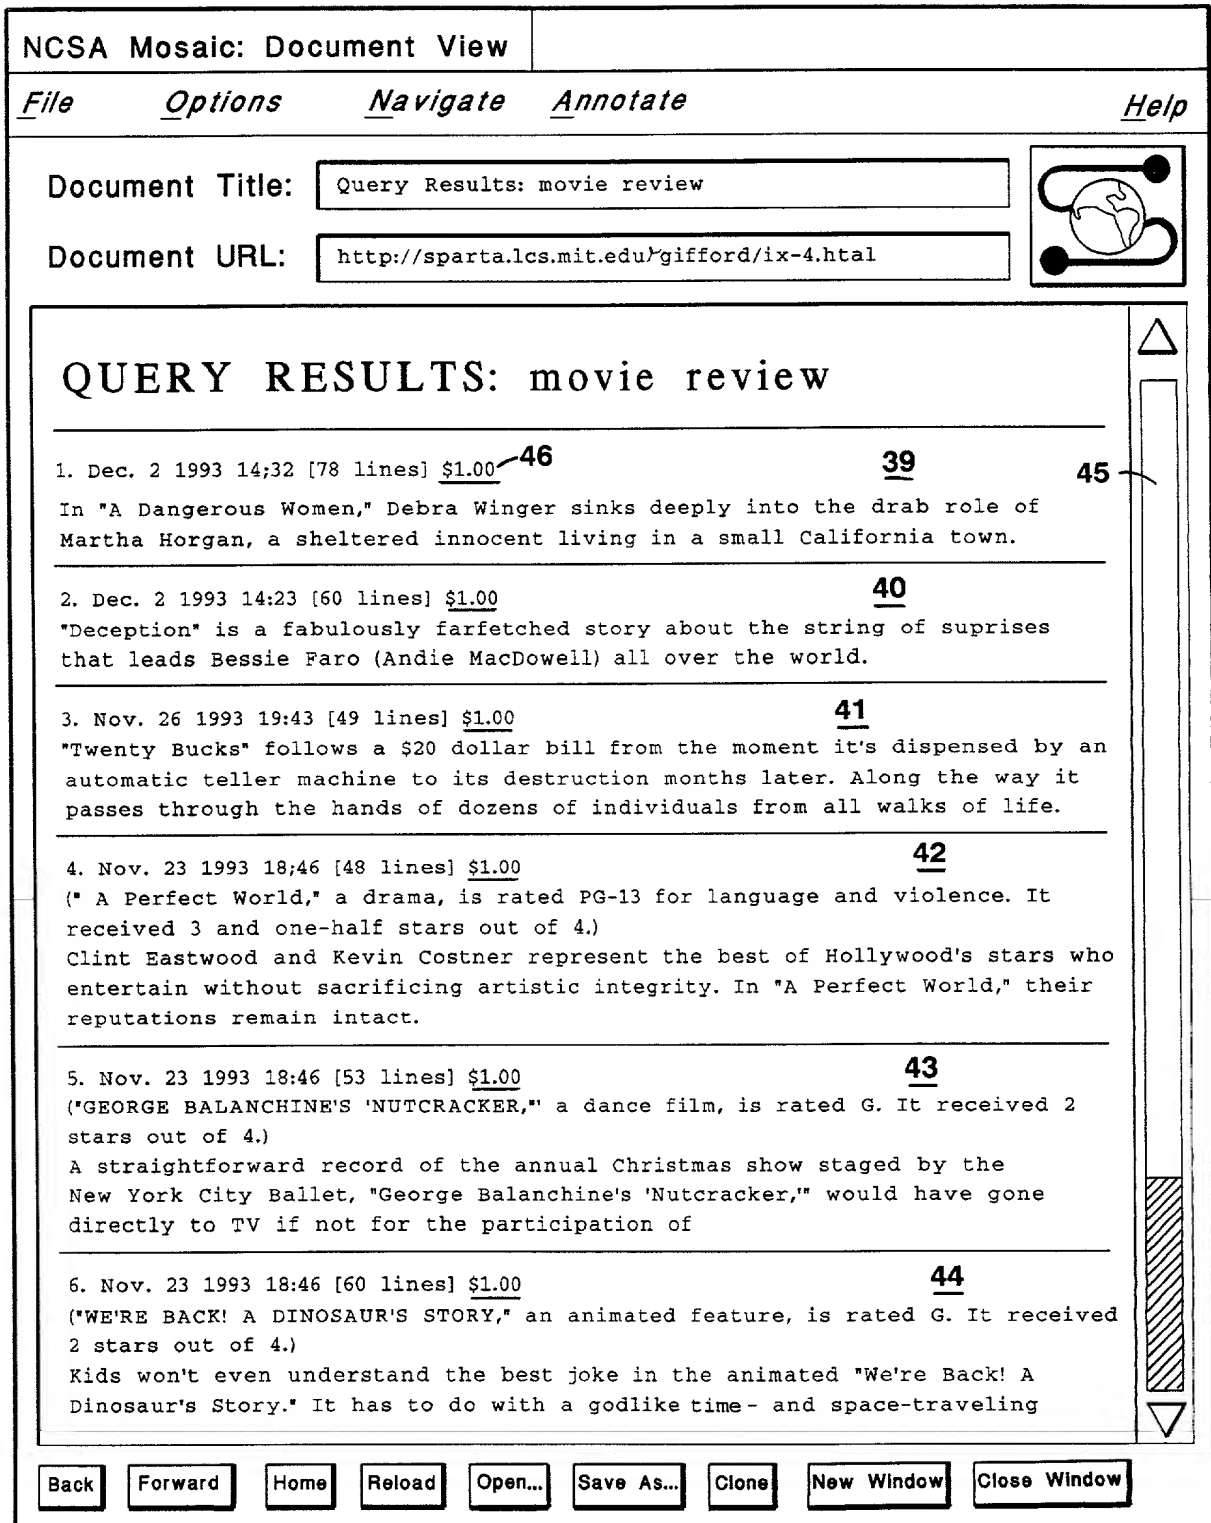 NCSA Mosaic: Document View
File Options Navigate Annotate Help
Document Title: Query Results: movie review
Document URL: http://sparta.lcs.mit.edu/~gifford/ix-4.htal
QUERY RESULTS: movie review
1. Dec. 2 1993 14;32 [78 lines] $1.00 46 39 45
In "A Dangerous Women," Debra Winger sinks deeply into the drab role of
Martha Horgan, a sheltered innocent living in a small California town.
2. Dec. 2 1993 14:23 [60 lines] $1.00 40
"Deception" is a fabulously farfetched story about the string of suprises
that leads Bessie Faro (Andie MacDowell) all over the world.
3. Nov. 26 1993 19:43 [49 lines] $1.00 41
"Twenty Bucks" follows a $20 dollar bill from the moment it's dispensed by an
automatic teller machine to its destruction months later. Along the way it
passes through the hands of dozens of individuals from all walks of life.
4. Nov. 23 1993 18;46 [48 lines] $1.00 42
(" A Perfect World," a drama, is rated PG-13 for language and violence. It
received 3 and one-half stars out of 4.)
Clint Eastwood and Kevin Costner represent the best of Hollywood's stars who
entertain without sacrificing artistic integrity. In "A Perfect World," their
reputations remain intact.
5. Nov. 23 1993 18:46 [53 lines] $1.00 43
("GEORGE BALANCHINE'S 'NUTCRACKER,"' a dance film, is rated G. It received 2
stars out of 4.)
A straightforward record of the annual Christmas show staged by the
New York City Ballet, "George Balanchine's 'Nutcracker,'" would have gone
directly to TV if not for the participation of
6. Nov. 23 1993 18:46 [60 lines] $1.00 44
("WE'RE BACK! A DINOSAUR'S STORY," an animated feature, is rated G. It received
2 stars out of 4.)
Kids won't even understand the best joke in the animated "We're Back! A
Dinosaur's Story." It has to do with a godlike time- and space-traveling
Back Forward Home Reload Open... Save As... Clone New Window Close Window